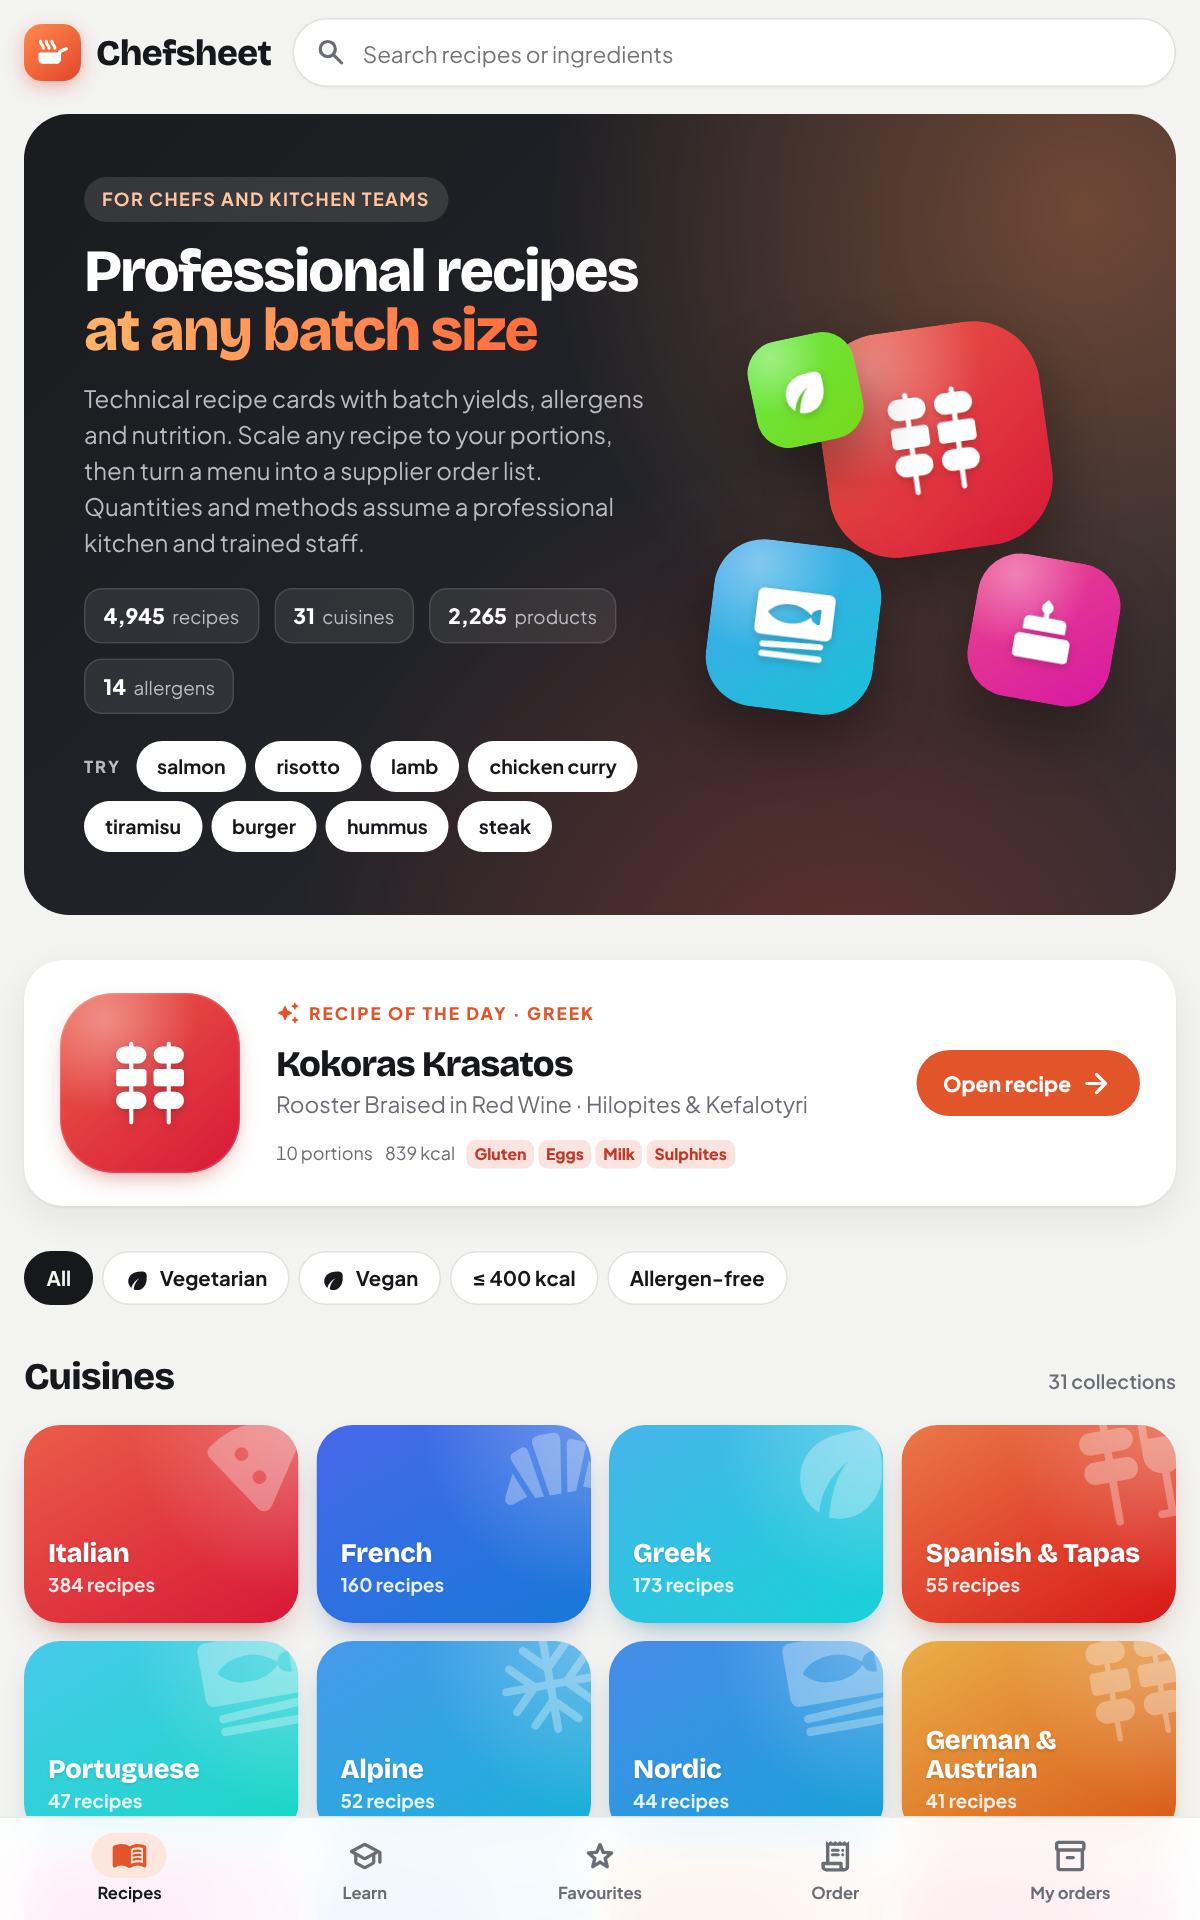 Chefsheet
Search recipes or ingredients
FOR CHEFS AND KITCHEN TEAMS
Professional recipes
at any batch size
Technical recipe cards with batch yields, allergens
and nutrition. Scale any recipe to your portions,
then turn a menu into a supplier order list.
Quantities and methods assume a professional
kitchen and trained staff.
4,945 recipes
31 cuisines
2,265 products
14 allergens
TRY
salmon
risotto
lamb
chicken curry
tiramisu
burger
hummus
steak
RECIPE OF THE DAY · GREEK
Kokoras Krasatos
Rooster Braised in Red Wine · Hilopites & Kefalotyri
10 portions 839 kcal Gluten Eggs Milk Sulphites
Open recipe
All
Vegetarian
Vegan
≤ 400 kcal
Allergen-free
Cuisines
31 collections
Italian
384 recipes
French
160 recipes
Greek
173 recipes
Spanish & Tapas
55 recipes
Portuguese
47 recipes
Alpine
52 recipes
Nordic
44 recipes
German &
Austrian
41 recipes
Recipes
Learn
Favourites
Order
My orders